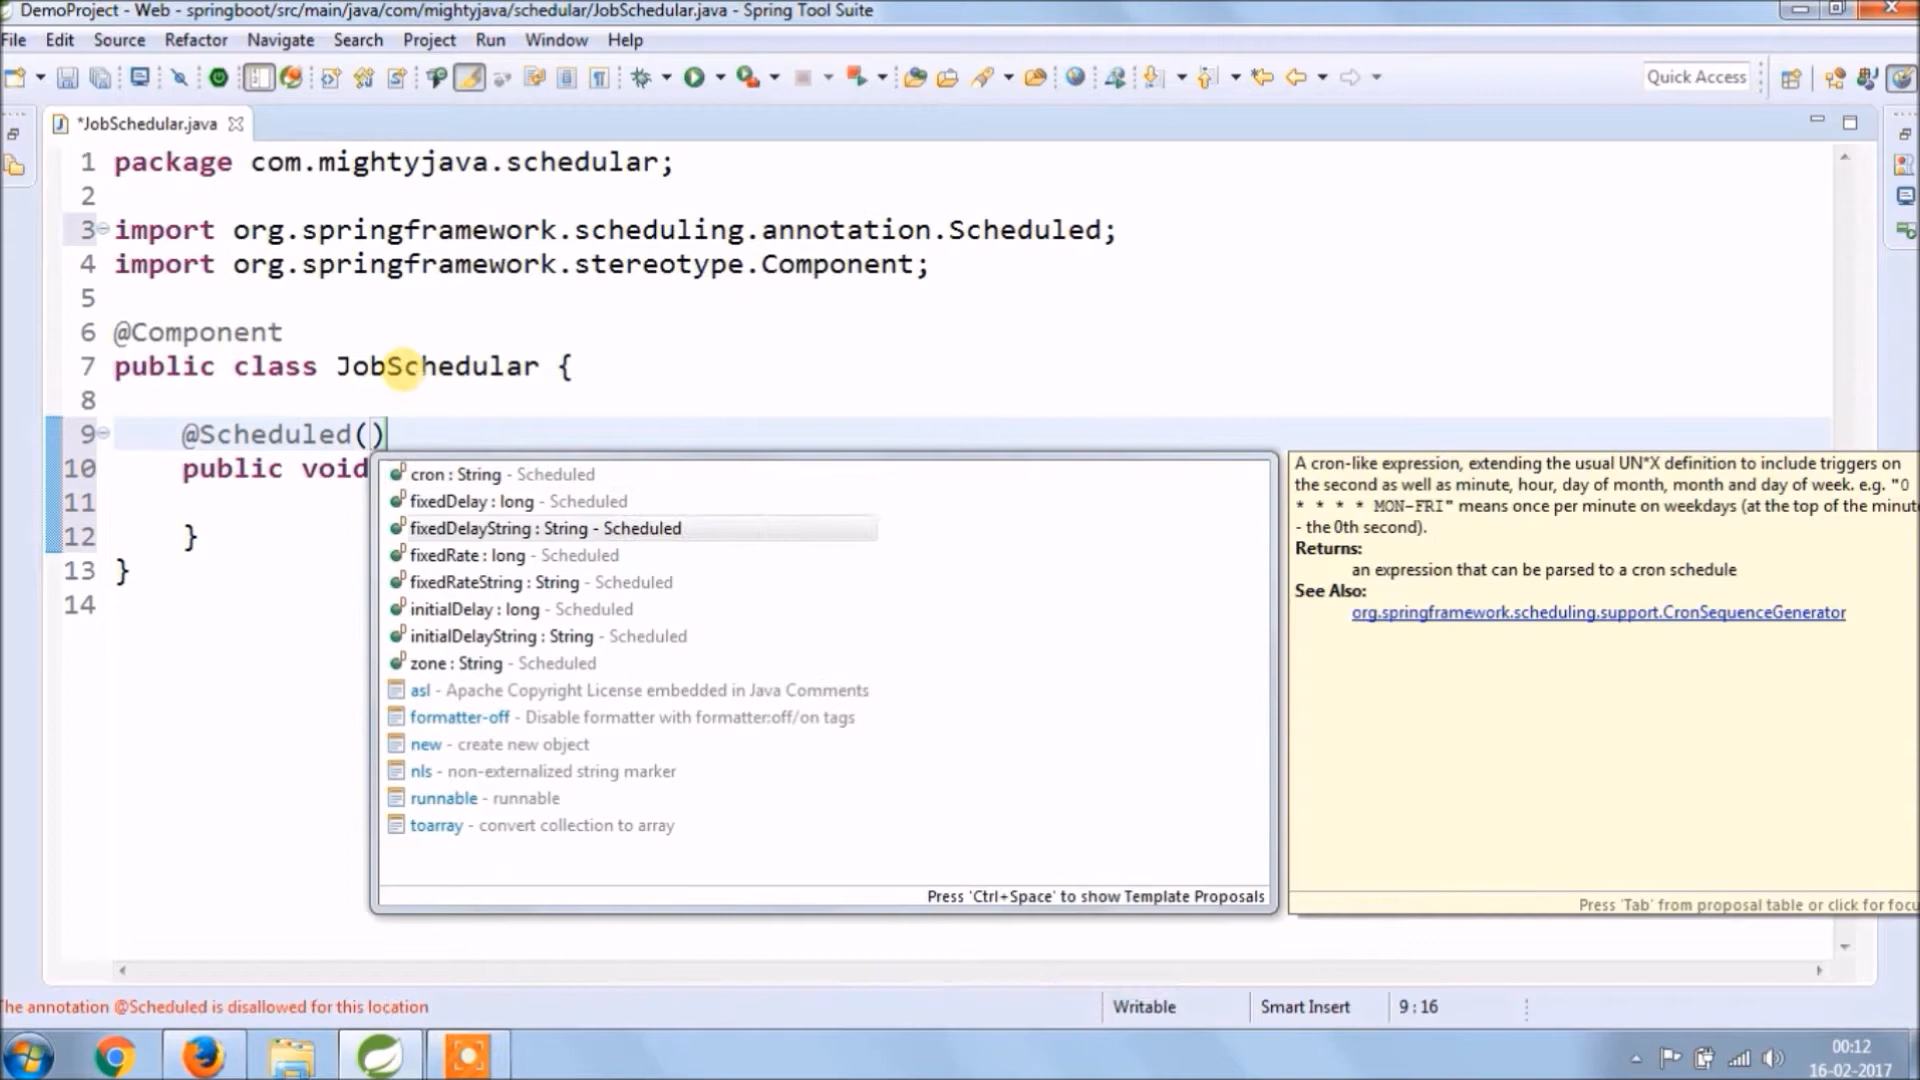 DemoProject - Web - springboot/src/main/java/com/mightyjava/schedular/JobSchedular.java - Spring Tool Suite
File Edit Source Refactor Navigate Search Project Run Window Help
Quick Access
*JobSchedular.java
1 package com.mightyjava.schedular;
2
3 import org.springframework.scheduling.annotation.Scheduled;
4 import org.springframework.stereotype.Component;
5
6 @Component
7 public class JobSchedular {
8
9 @Scheduled()
10 public void
11
12 }
13 }
14
cron : String - Scheduled
fixedDelay : long - Scheduled
fixedDelayString : String - Scheduled
fixedRate : long - Scheduled
fixedRateString : String - Scheduled
initialDelay : long - Scheduled
initialDelayString : String - Scheduled
zone : String - Scheduled
asl - Apache Copyright License embedded in Java Comments
formatter-off - Disable formatter with formatter:off/on tags
new - create new object
nls - non-externalized string marker
runnable - runnable
toarray - convert collection to array
Press 'Ctrl+Space' to show Template Proposals
A cron-like expression, extending the usual UN*X definition to include triggers on
the second as well as minute, hour, day of month, month and day of week. e.g. "0
* * * * MON-FRI" means once per minute on weekdays (at the top of the minute
- the 0th second).
Returns:
an expression that can be parsed to a cron schedule
See Also:
org.springframework.scheduling.support.CronSequenceGenerator
Press 'Tab' from proposal table or click for focu
he annotation @Scheduled is disallowed for this location
Writable
Smart Insert
9 : 16
00:12
16-02-2017